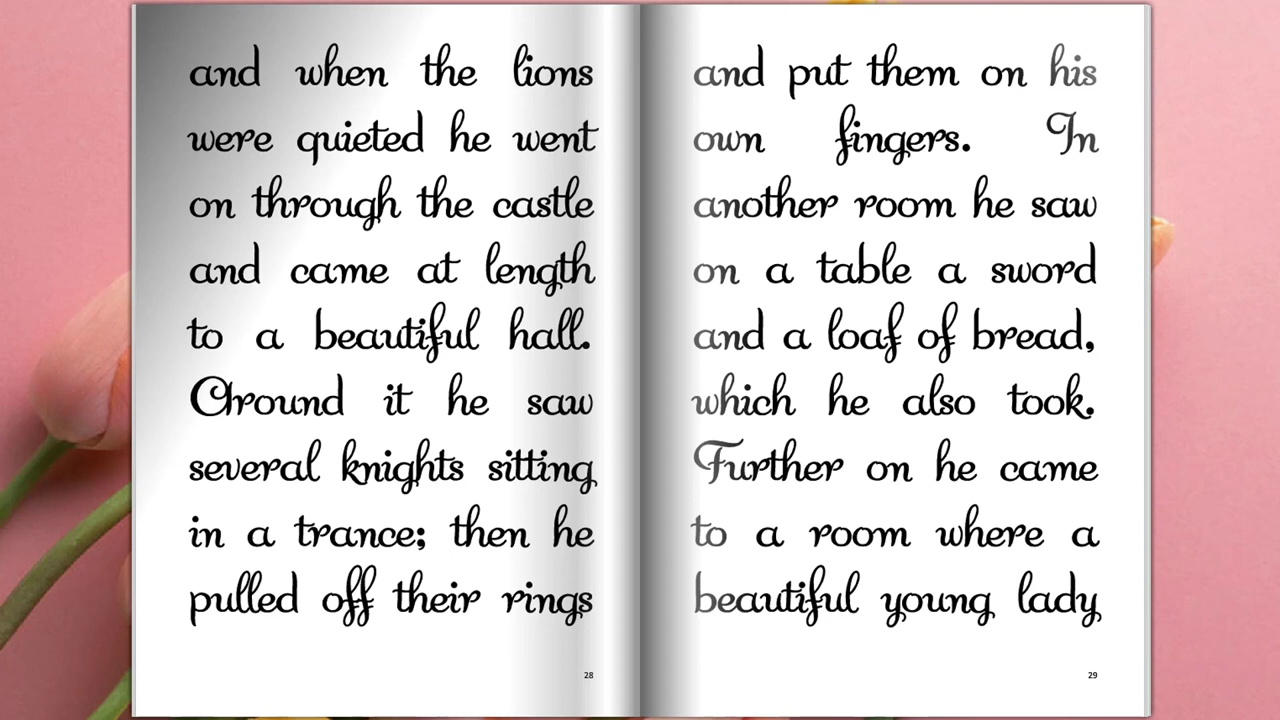 and when the lions
were quieted he went
on through the castle
and came at length
to a beautiful hall.
Around it he saw
several knights sitting
in a trance; then he
pulled off their rings
28
and put them on his
own fingers. In
another room he saw
on a table a sword
and a loaf of bread,
which he also took.
Further on he came
to a room where a
beautiful young lady
29